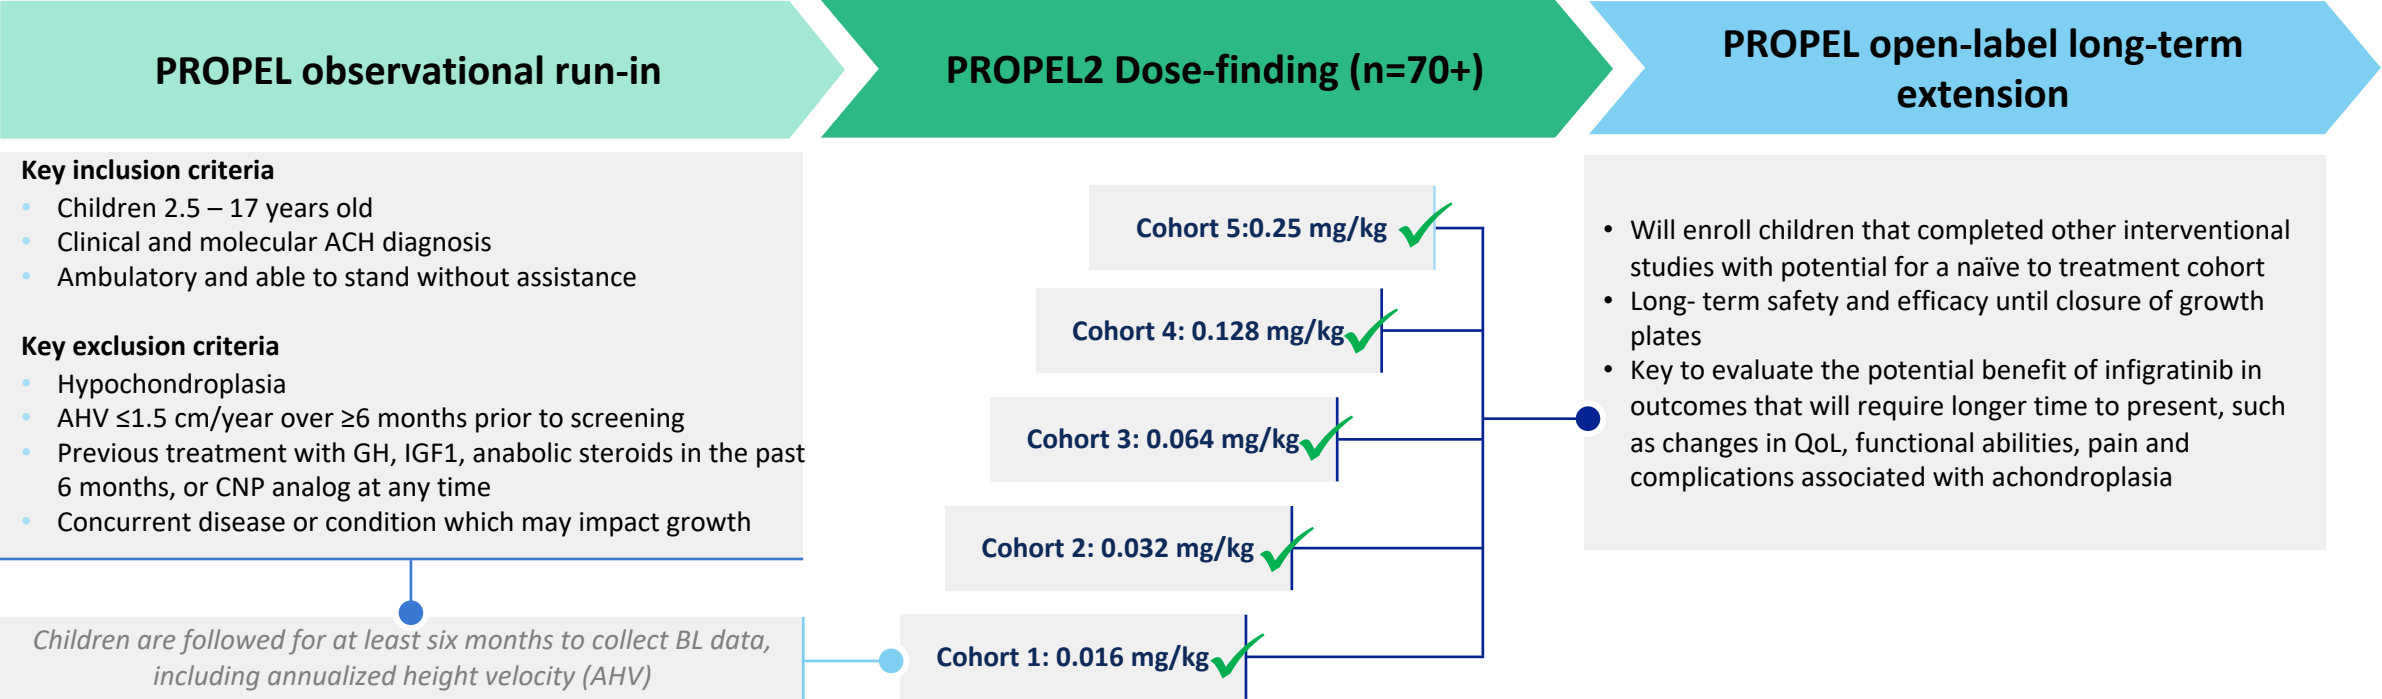 PROPEL observational run-in
PROPEL2 Dose-finding (n=70+)
PROPEL open-label long-term
extension
Key inclusion criteria
• Children 2.5 – 17 years old
• Clinical and molecular ACH diagnosis
• Ambulatory and able to stand without assistance
Key exclusion criteria
• Hypochondroplasia
• AHV ≤1.5 cm/year over ≥6 months prior to screening
• Previous treatment with GH, IGF1, anabolic steroids in the past
6 months, or CNP analog at any time
• Concurrent disease or condition which may impact growth
Children are followed for at least six months to collect BL data,
including annualized height velocity (AHV)
Cohort 5:0.25 mg/kg
Cohort 4: 0.128 mg/kg
Cohort 3: 0.064 mg/kg
Cohort 2: 0.032 mg/kg
Cohort 1: 0.016 mg/kg
• Will enroll children that completed other interventional
studies with potential for a naïve to treatment cohort
• Long- term safety and efficacy until closure of growth
plates
• Key to evaluate the potential benefit of infigratinib in
outcomes that will require longer time to present, such
as changes in QoL, functional abilities, pain and
complications associated with achondroplasia